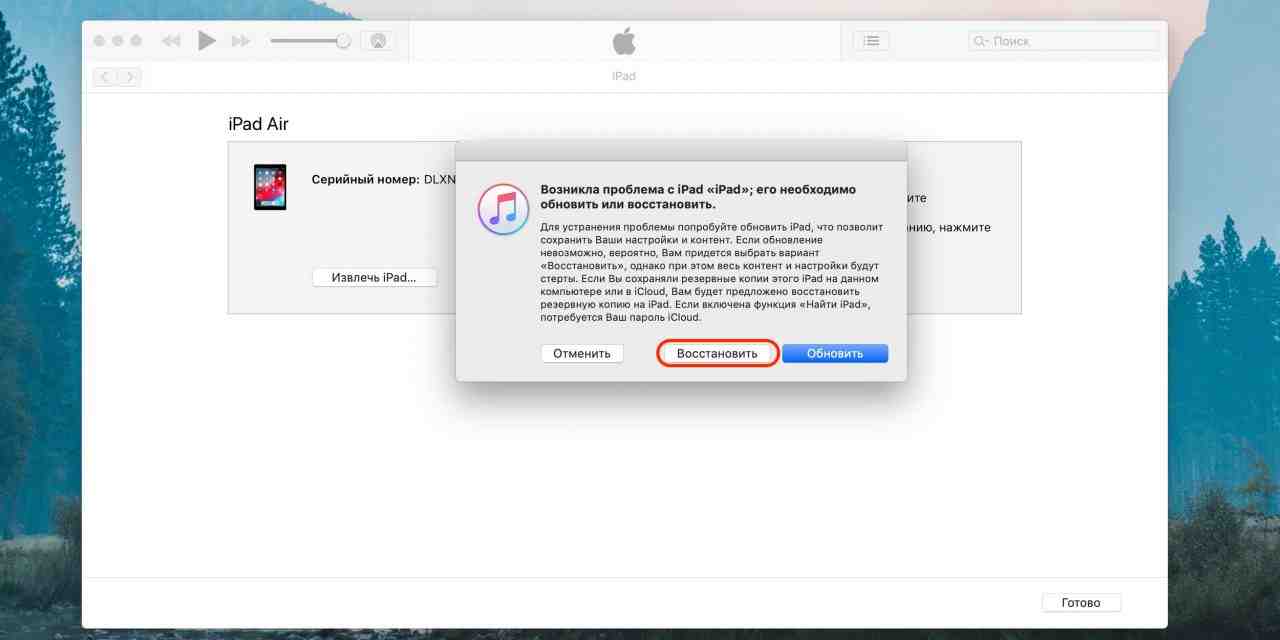 Поиск
iPad
iPad Air
Серийный номер: DLXN
Извлечь iPad...
ите
нию, нажмите
Возникла проблема с iPad «iPad»; его необходимо
обновить или восстановить.
Для устранения проблемы попробуйте обновить iPad, что позволит
сохранить Ваши настройки и контент. Если обновление
невозможно, вероятно, Вам придется выбрать вариант
«Восстановить», однако при этом весь контент и настройки будут
стерты. Если Вы сохраняли резервные копии этого iPad на данном
компьютере или в iCloud, Вам будет предложено восстановить
резервную копию на iPad. Если включена функция «Найти iPad»,
потребуется Ваш пароль iCloud.
Отменить
Восстановить
Обновить
Готово